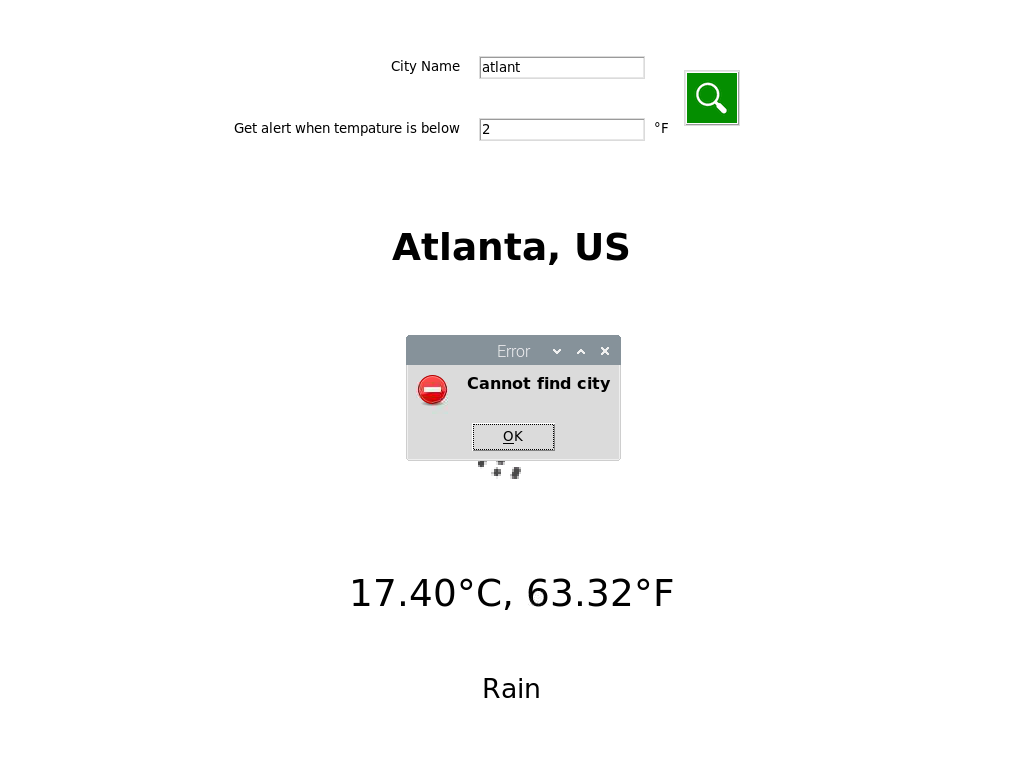 City Name atlant
Get alert when tempature is below 2 °F
Atlanta, US
Error
Cannot find city
OK
17.40°C, 63.32°F
Rain